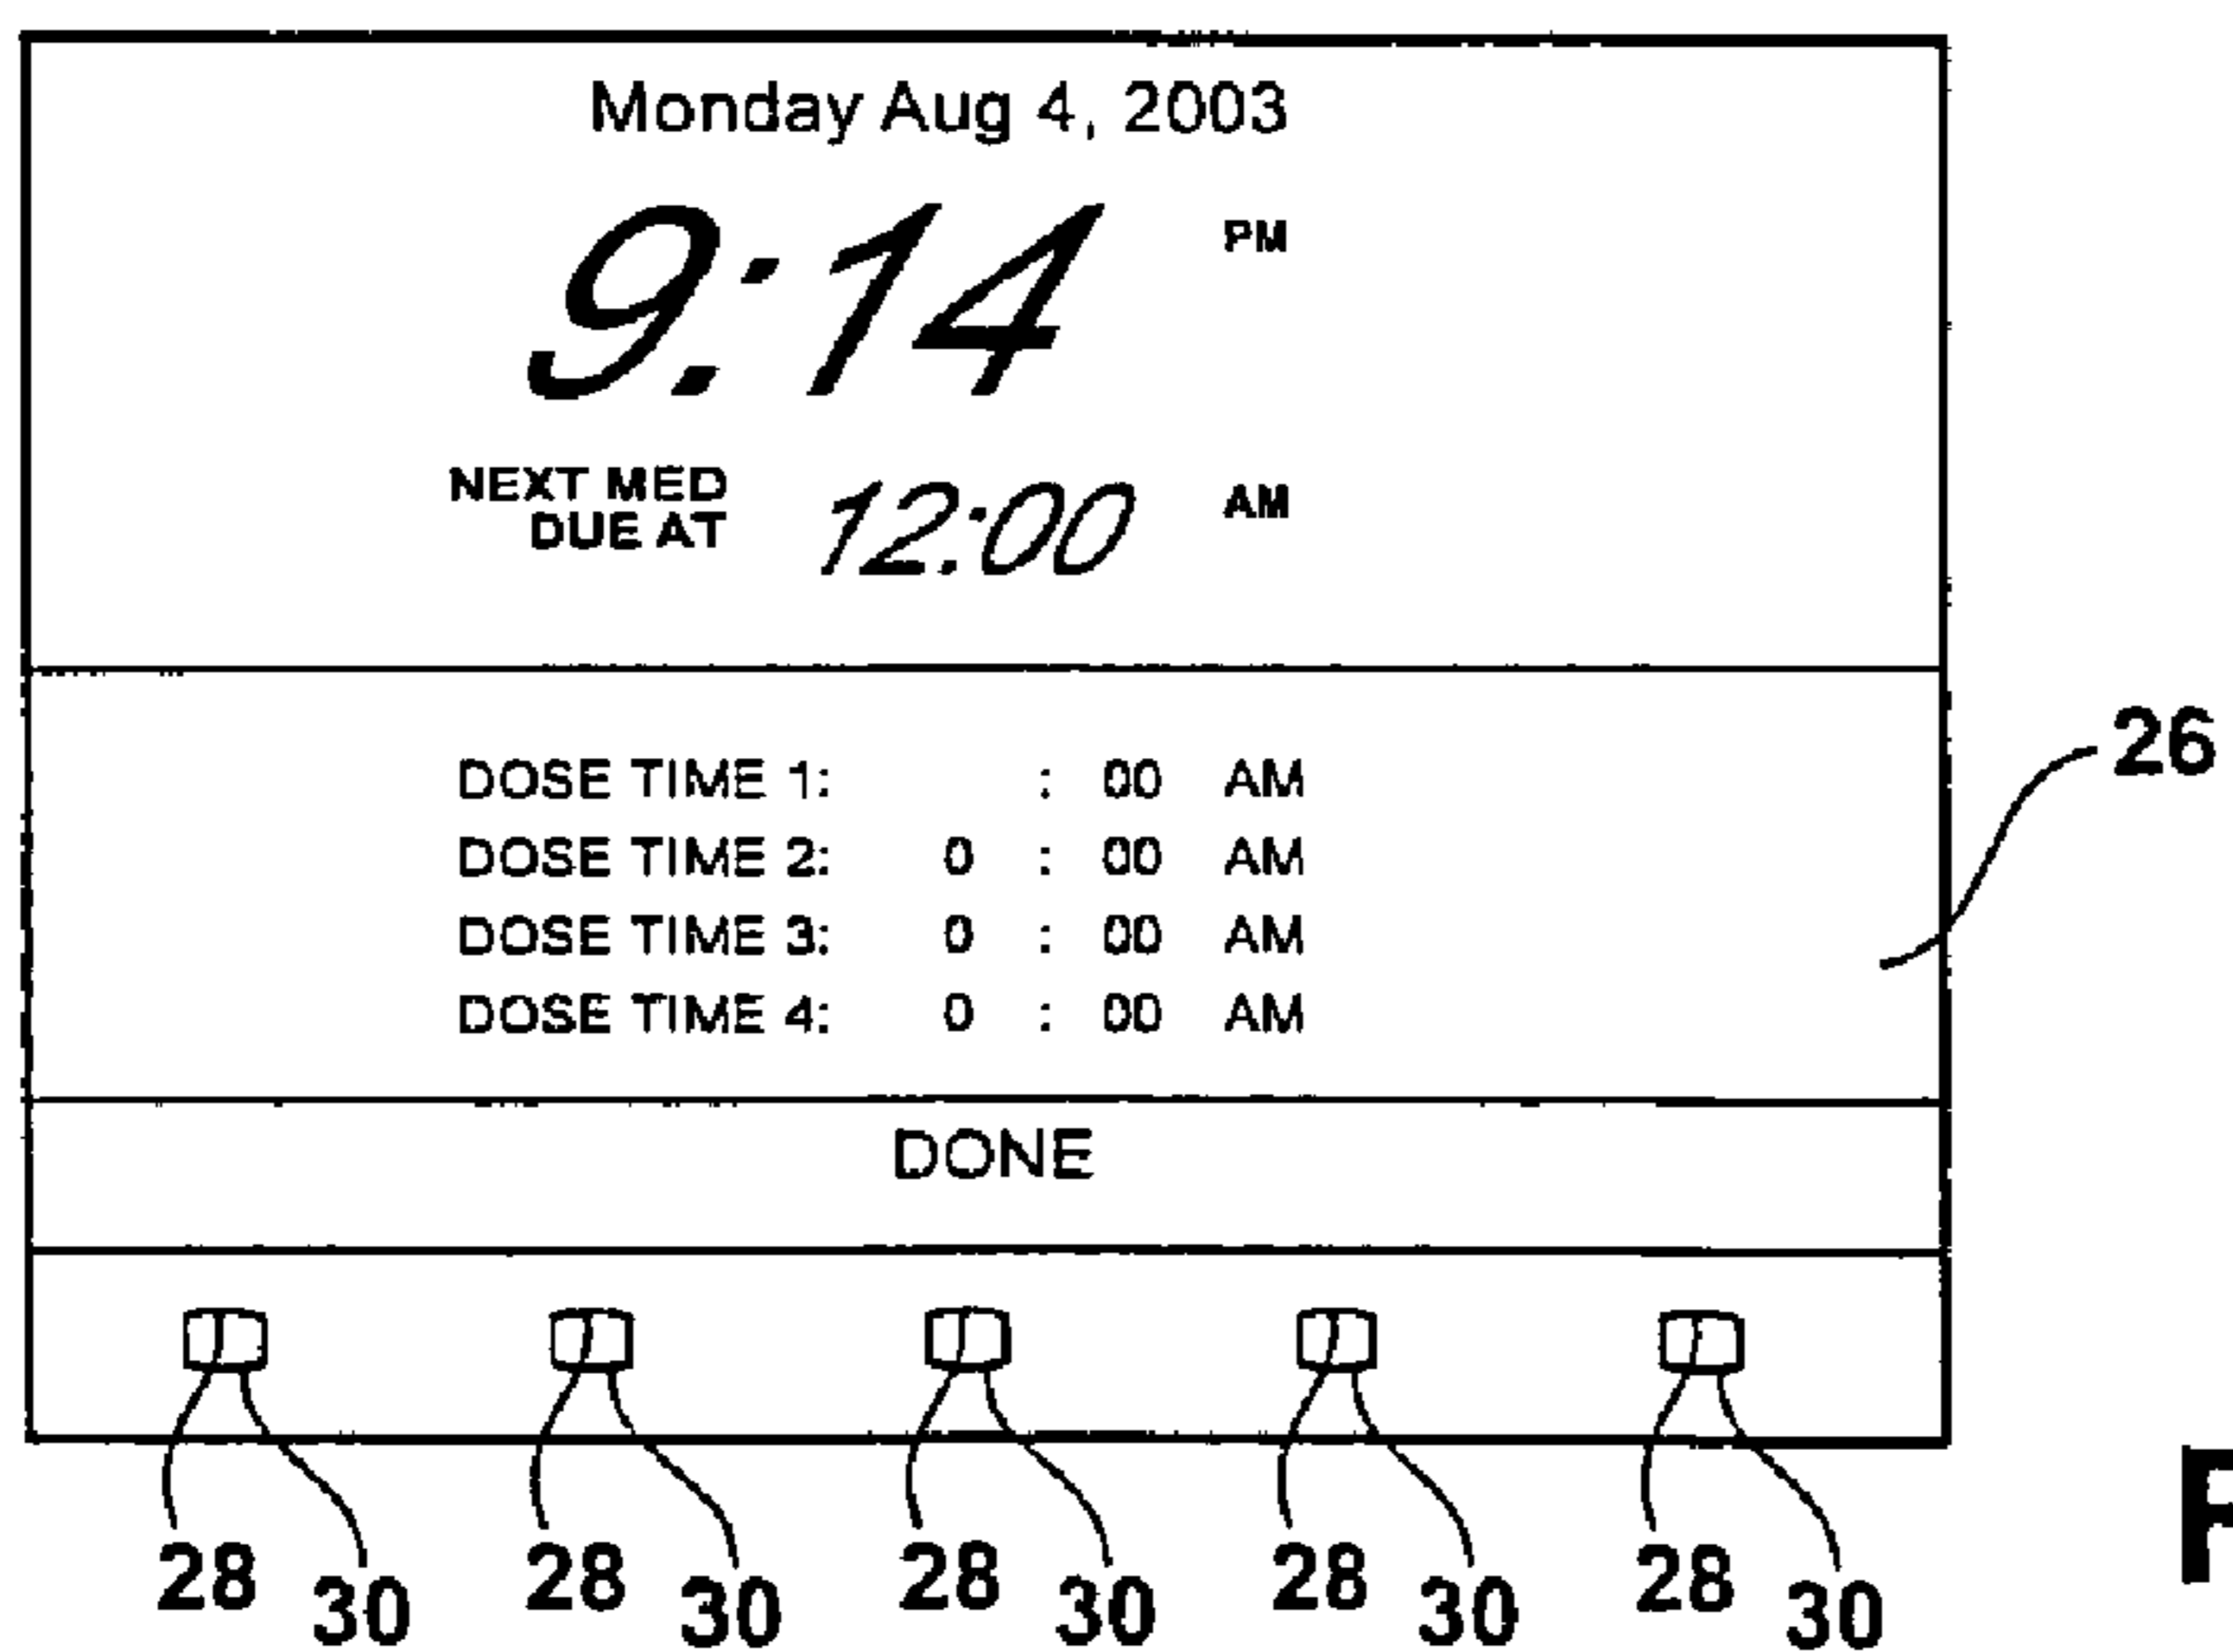 Monday Aug 4, 2003
9:14 PM
NEXT MED
DUE AT 12:00 AM
26
DOSE TIME 1: : 00 AM
DOSE TIME 2: 0 : 00 AM
DOSE TIME 3: 0 : 00 AM
DOSE TIME 4: 0 : 00 AM
DONE
28 30 28 30 28 30 28 30 28 30